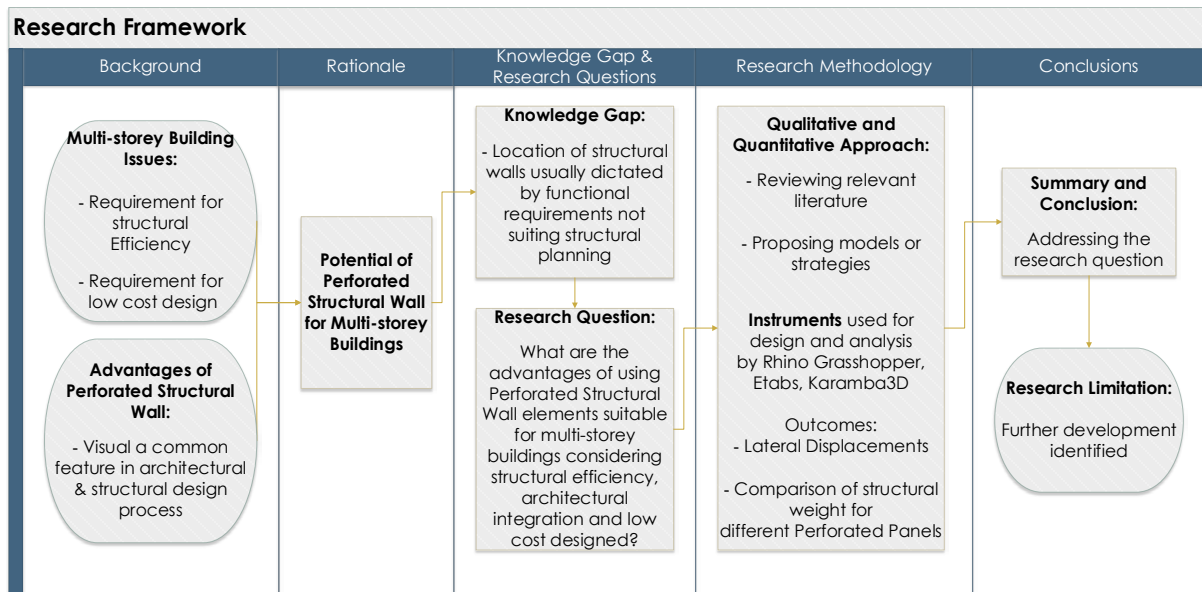 Research Framework
Background
Rationale
Knowledge Gap &
Research Questions
Research Methodology
Conclusions
Multi-storey Building
Issues:
- Requirement for
structural
Efficiency
- Requirement for
low cost design
Advantages of
Perforated Structural
Wall:
- Visual a common
feature in architectural
& structural design
process
Potential of
Perforated
Structural Wall
for Multi-storey
Buildings
Knowledge Gap:
- Location of structural
walls usually dictated
by functional
requirements not
suiting structural
planning
Research Question:
What are the
advantages of using
Perforated Structural
Wall elements suitable
for multi-storey
buildings considering
structural efficiency,
architectural
integration and low
cost designed?
Qualitative and
Quantitative Approach:
- Reviewing relevant
literature
- Proposing models or
strategies
Instruments used for
design and analysis
by Rhino Grasshopper,
Etabs, Karamba3D
Outcomes:
- Lateral Displacements
- Comparison of structural
weight for
different Perforated Panels
Summary and
Conclusion:
Addressing the
research question
Research Limitation:
Further development
identified